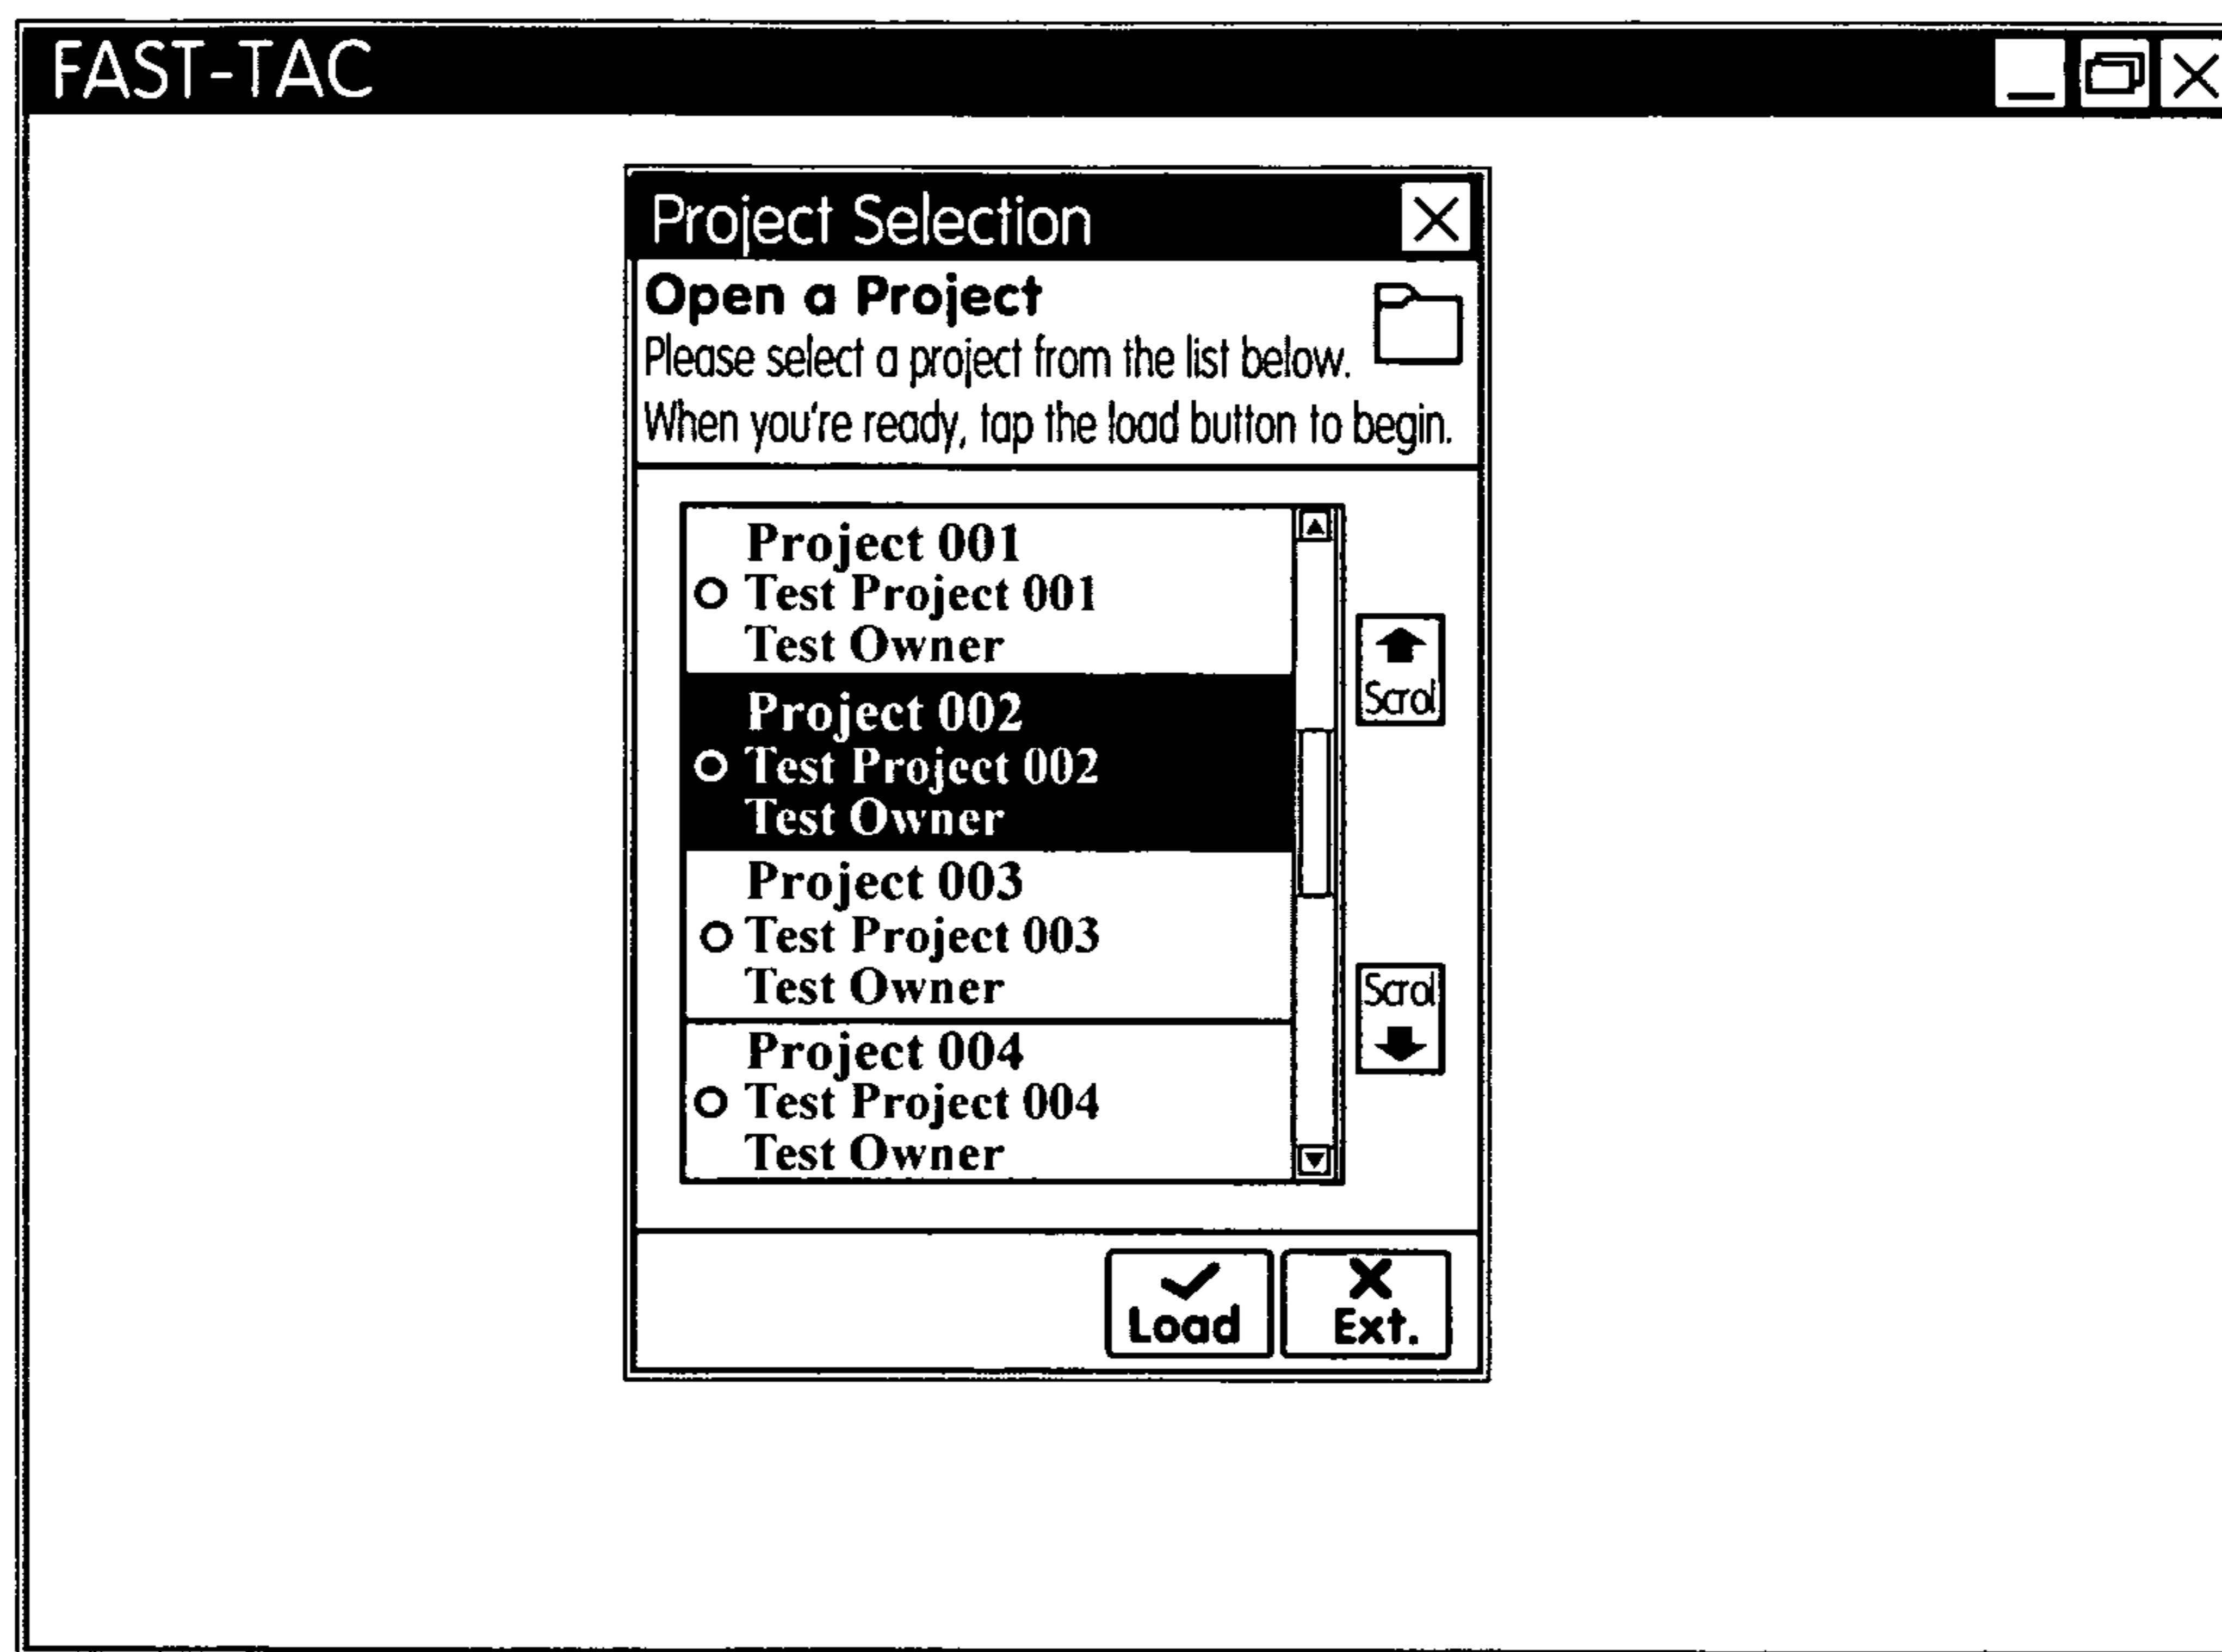 FAST-TAC
Project Selection
Open a Project
Please select a project from the list below.
When you're ready, tap the load button to begin.
Project 001
Test Project 001
Test Owner
Scrol
Project 002
Test Project 002
Test Owner
Project 003
Test Project 003
Test Owner
Scrol
Project 004
Test Project 004
Test Owner
Load
Ext.